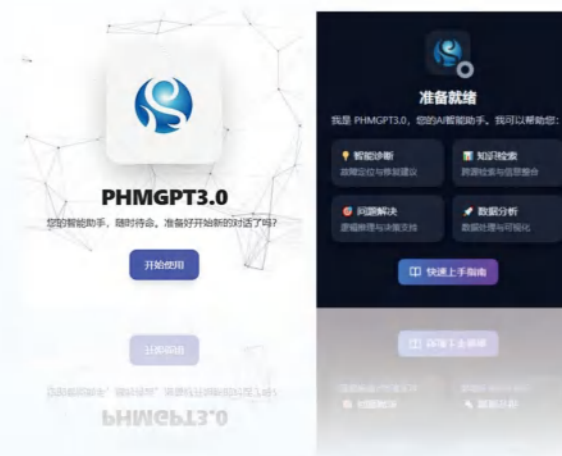 PHMGPT3.0
您的智能助手，随时待命。准备好开始新的对话了吗？
开始使用
准备就绪
我是 PHMGPT3.0，您的AI智能助手。我可以帮助您：
智能诊断
故障定位与修复建议
知识检索
跨源检索与信息整合
问题解决
逻辑推理与决策支持
数据分析
数据处理与可视化
快速上手指南